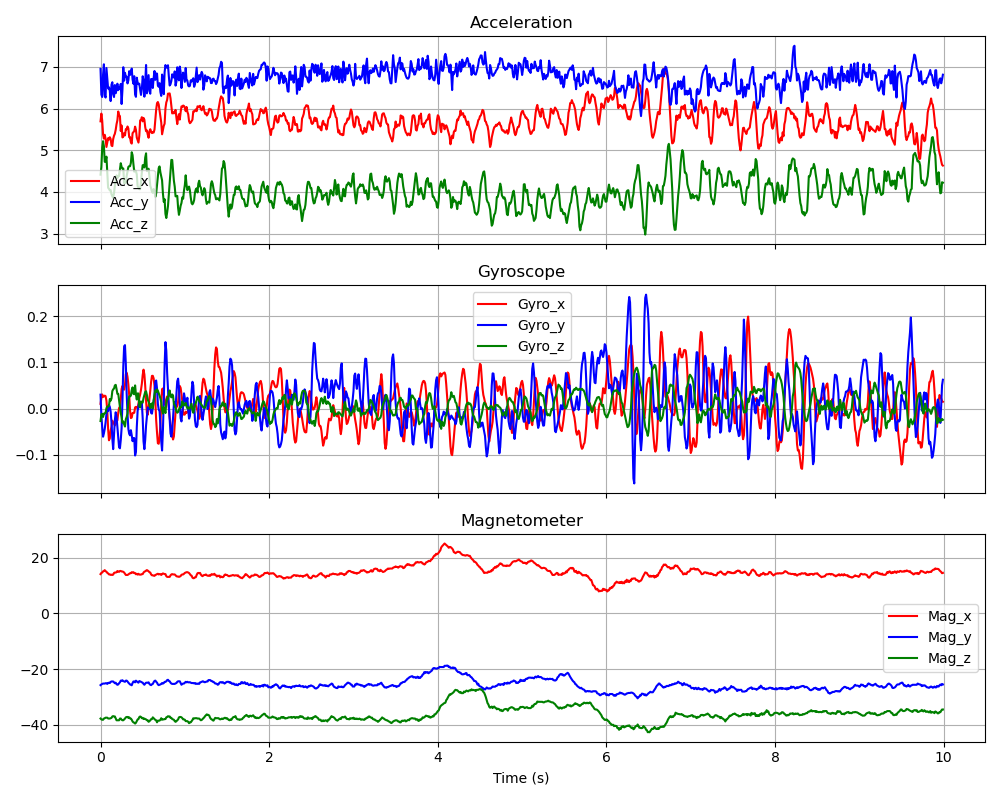 Acceleration
7
6
5
4
3
Acc_x
Acc_y
Acc_z
Gyroscope
0.2
0.1
0.0
−0.1
Gyro_x
Gyro_y
Gyro_z
Magnetometer
20
0
−20
−40
Mag_x
Mag_y
Mag_z
0 2 4 6 8 10
Time (s)